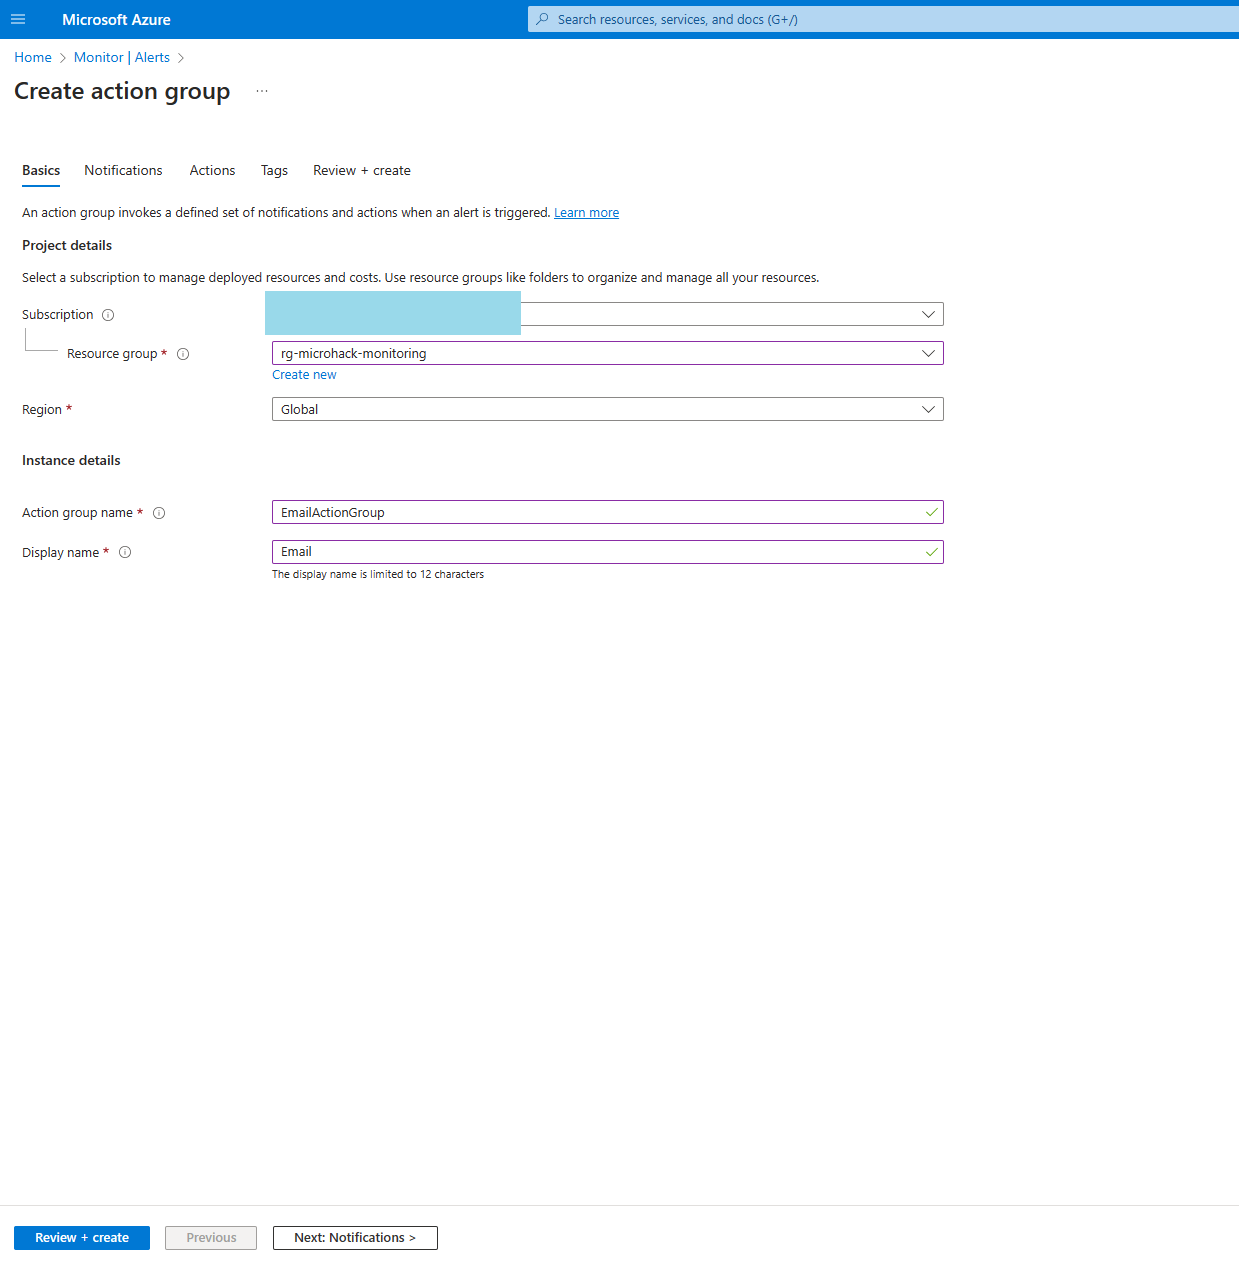 Microsoft Azure
Search resources, services, and docs (G+/)
Home > Monitor | Alerts >
Create action group ...
Basics Notifications Actions Tags Review + create
An action group invokes a defined set of notifications and actions when an alert is triggered. Learn more
Project details
Select a subscription to manage deployed resources and costs. Use resource groups like folders to organize and manage all your resources.
Subscription
Resource group * rg-microhack-monitoring
Create new
Region * Global
Instance details
Action group name * EmailActionGroup
Display name * Email
The display name is limited to 12 characters
Review + create Previous Next: Notifications >